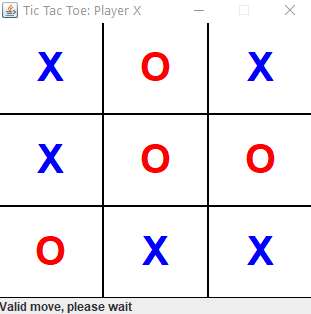 Tic Tac Toe: Player X
X O X
X O O
O X X
Valid move, please wait